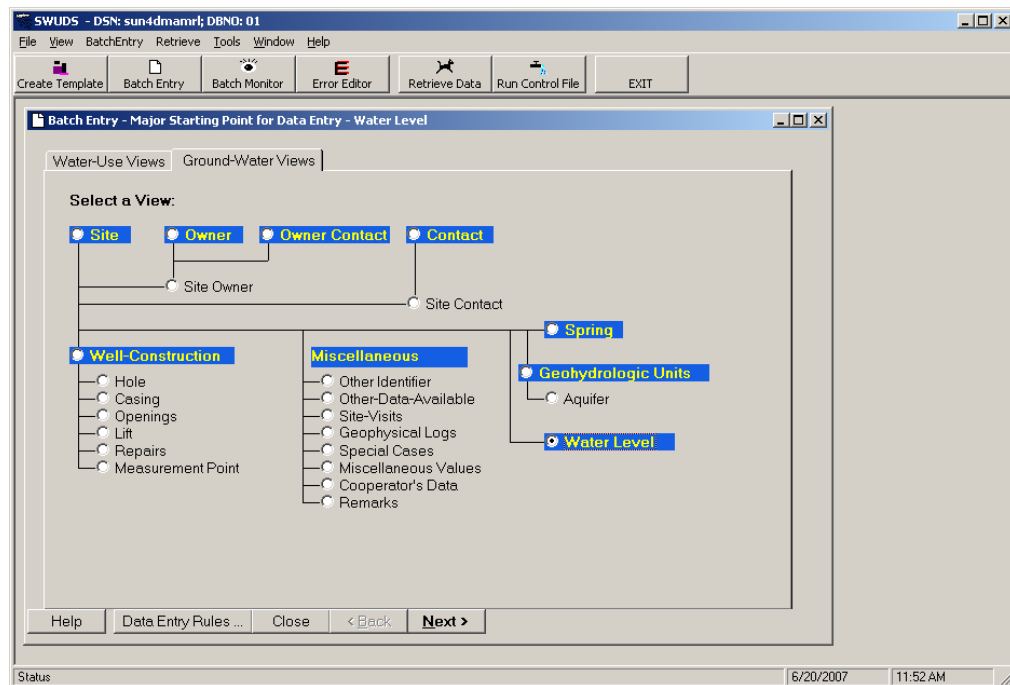 SWUDS - DSN: sun4dmamrl; DBNO: 01
File View BatchEntry Retrieve Tools Window Help
Create Template Batch Entry Batch Monitor Error Editor Retrieve Data Run Control File EXIT
Batch Entry - Major Starting Point for Data Entry - Water Level
Water-Use Views Ground-Water Views
Select a View:
Site Owner Owner Contact Contact
Site Owner
Site Contact
Spring
Well-Construction Miscellaneous
Geohydrologic Units
Hole Other Identifier
Casing Other-Data-Available Aquifer
Openings Site-Visits
Lift Geophysical Logs
Water Level
Repairs Special Cases
Measurement Point Miscellaneous Values
Cooperator's Data
Remarks
Help Data Entry Rules ... Close < Back Next >
Status 6/20/2007 11:52 AM